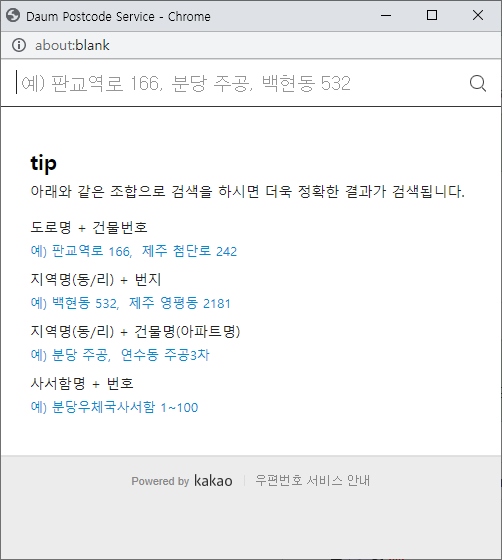 Daum Postcode Service - Chrome
about:blank
예) 판교역로 166, 분당 주공, 백현동 532
tip
아래와 같은 조합으로 검색을 하시면 더욱 정확한 결과가 검색됩니다.
도로명 + 건물번호
예) 판교역로 166, 제주 첨단로 242
지역명(동/리) + 번지
예) 백현동 532, 제주 영평동 2181
지역명(동/리) + 건물명(아파트명)
예) 분당 주공, 연수동 주공3차
사서함명 + 번호
예) 분당우체국사서함 1~100
Powered by kakao 우편번호 서비스 안내